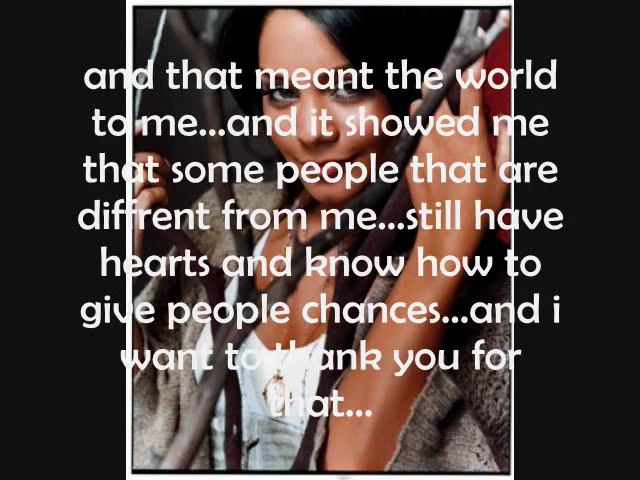 and that meant the world
to me...and it showed me
that some people that are
diffrent from me...still have
hearts and know how to
give people chances...and i
want to thank you for
that...